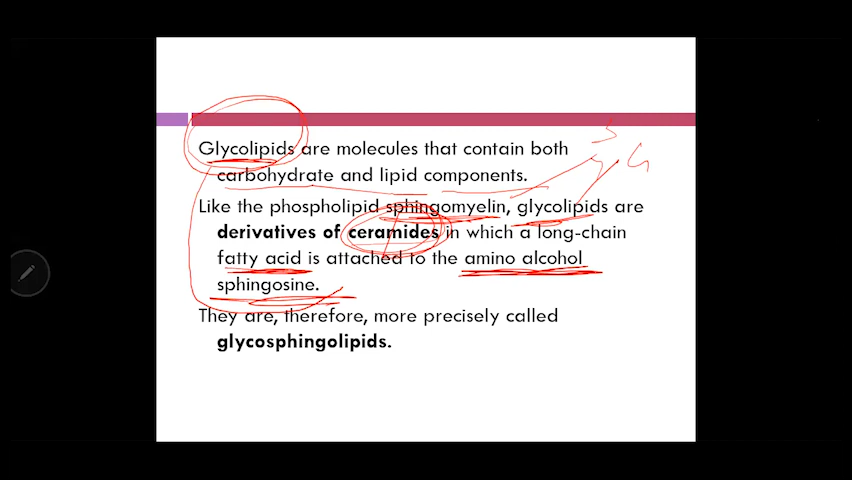 S
G
Glycolipids are molecules that contain both
carbohydrate and lipid components.
Like the phospholipid sphingomyelin, glycolipids are
derivatives of ceramides in which a long-chain
fatty acid is attached to the amino alcohol
sphingosine.
They are, therefore, more precisely called
glycosphingolipids.